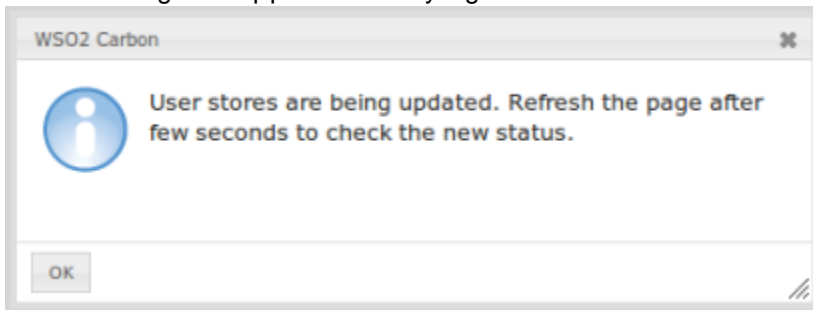 WSO2 Carbon
User stores are being updated. Refresh the page after
few seconds to check the new status.
OK